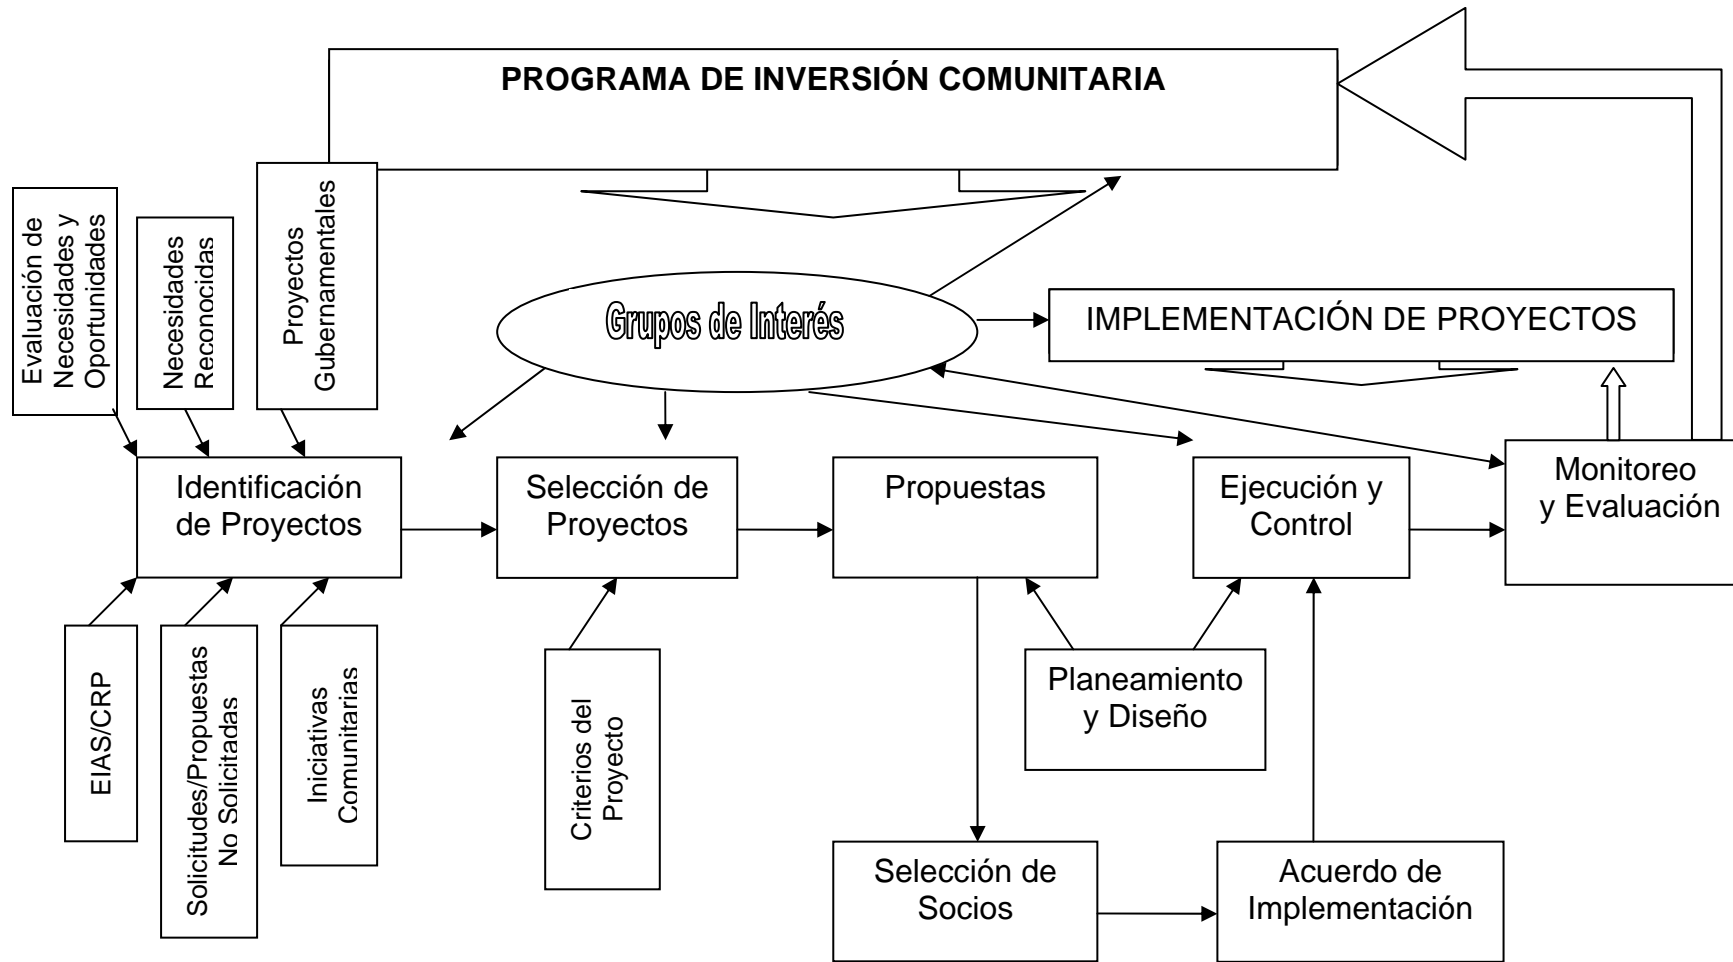 PROGRAMA DE INVERSIÓN COMUNITARIA
Evaluación de
Necesidades y
Oportunidades
Necesidades
Reconocidas
Proyectos
Gubernamentales
Grupos de Interés
IMPLEMENTACIÓN DE PROYECTOS
Identificación
de Proyectos
Selección de
Proyectos
Propuestas
Ejecución y
Control
Monitoreo
y Evaluación
EIAS/CRP
Solicitudes/Propuestas
No Solicitadas
Iniciativas
Comunitarias
Criterios del
Proyecto
Planeamiento
y Diseño
Selección de
Socios
Acuerdo de
Implementación